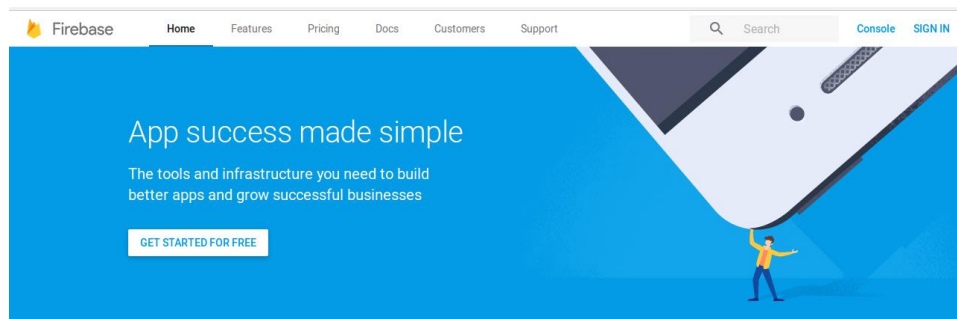 Firebase Home Features Pricing Docs Customers Support Search Console SIGN IN
App success made simple
The tools and infrastructure you need to build
better apps and grow successful businesses
GET STARTED FOR FREE